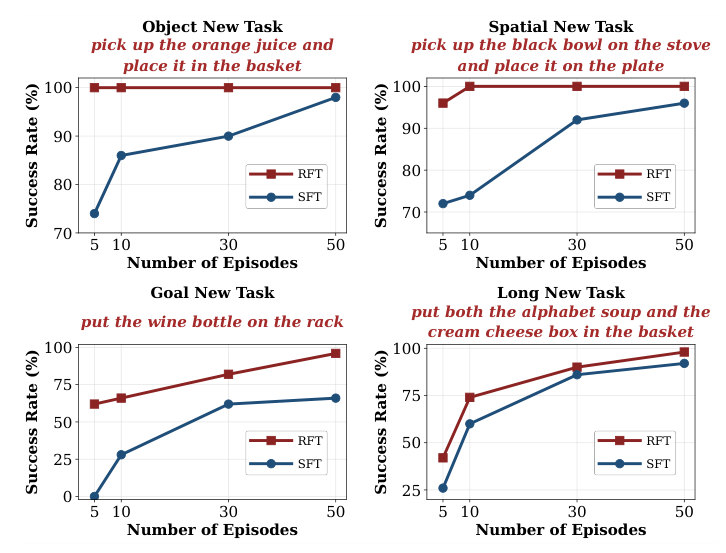 Object New Task
pick up the orange juice and
place it in the basket
Success Rate (%)
100
90
80
70
RFT
SFT
5 10 30 50
Number of Episodes
Spatial New Task
pick up the black bowl on the stove
and place it on the plate
Success Rate (%)
100
90
80
70
RFT
SFT
5 10 30 50
Number of Episodes
Goal New Task
put the wine bottle on the rack
Success Rate (%)
100
75
50
25
0
RFT
SFT
5 10 30 50
Number of Episodes
Long New Task
put both the alphabet soup and the
cream cheese box in the basket
Success Rate (%)
100
75
50
25
RFT
SFT
5 10 30 50
Number of Episodes